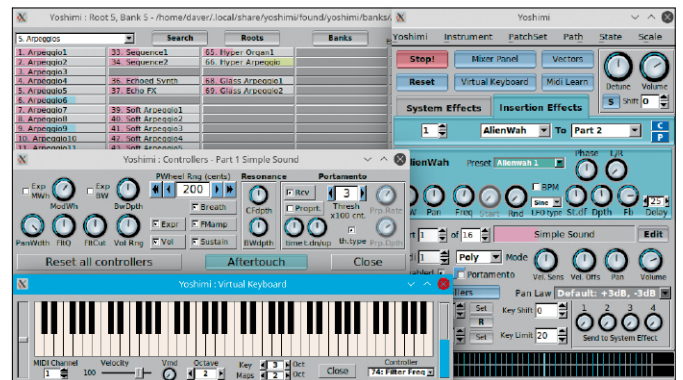 Yoshimi : Root 5, Bank 5 - /home/daver/.local/share/yoshimi/found/yoshimi/banks/
5. Arpeggios Search Roots Banks
1. Arpeggio1 33. Sequence1 65. Hyper Organ1
2. Arpeggio2 34. Sequence2 66. Hyper Arpeggio
3. Arpeggio3
4. Arpeggio4 36. Echoed Synth 68. Glass Arpeggio1
5. Arpeggio5 37. Echo FX 69. Glass Arpeggio2
6. Arpeggio6
7. Arpeggio7 39. Soft Arpeggio1
8. Arpeggio8 40. Soft Arpeggio2
9. Arpeggio9 41. Soft Arpeggio3
10. Arpeggio10 42. Soft Arpeggio4
11. Arpeggio11 43. Soft Arpeggio5
Yoshimi
Yoshimi Instrument PatchSet Path State Scale
Stop! Mixer Panel Vectors
Reset Virtual Keyboard Midi Learn
Detune Volume
S Shift 0
System Effects Insertion Effects
1 AlienWah To Part 2 C
P
AlienWah Preset Alienwah 1 Phase L/R
RPM
Sine 25
W Pan Freq Start Rnd LFO type St.df Dpth Fb Delay
1 of 16 Simple Sound Edit
1 Poly Mode
Portamento Vel. Sens Vel. Offs Pan Volume
Pan Law Default: +3dB, -3dB
Set Key Shift 0 1 2 3 4
R
Set Key Limit 20 Send to System Effect
Yoshimi : Controllers - Part 1 Simple Sound
Exp MWh ModWh Exp BW BwDpth PWheel Rng (cents) 200
Resonance CFdpth BWdpth
Portamento Rcv 3 Thresh x100 cnt. Prp.Rate
Proprt. time t.dn/up th.type Prp.Dpth
Breath
Expr FMamp
PanWdth FltQ FltCut Vol Rng Vol Sustain
Reset all controllers Aftertouch Close
Yoshimi : Virtual Keyboard
MIDI Channel Velocity Vmd Octave Key 3 Oct Controller
1 100 2 Maps 2 Oct Close 74: Filter Freq